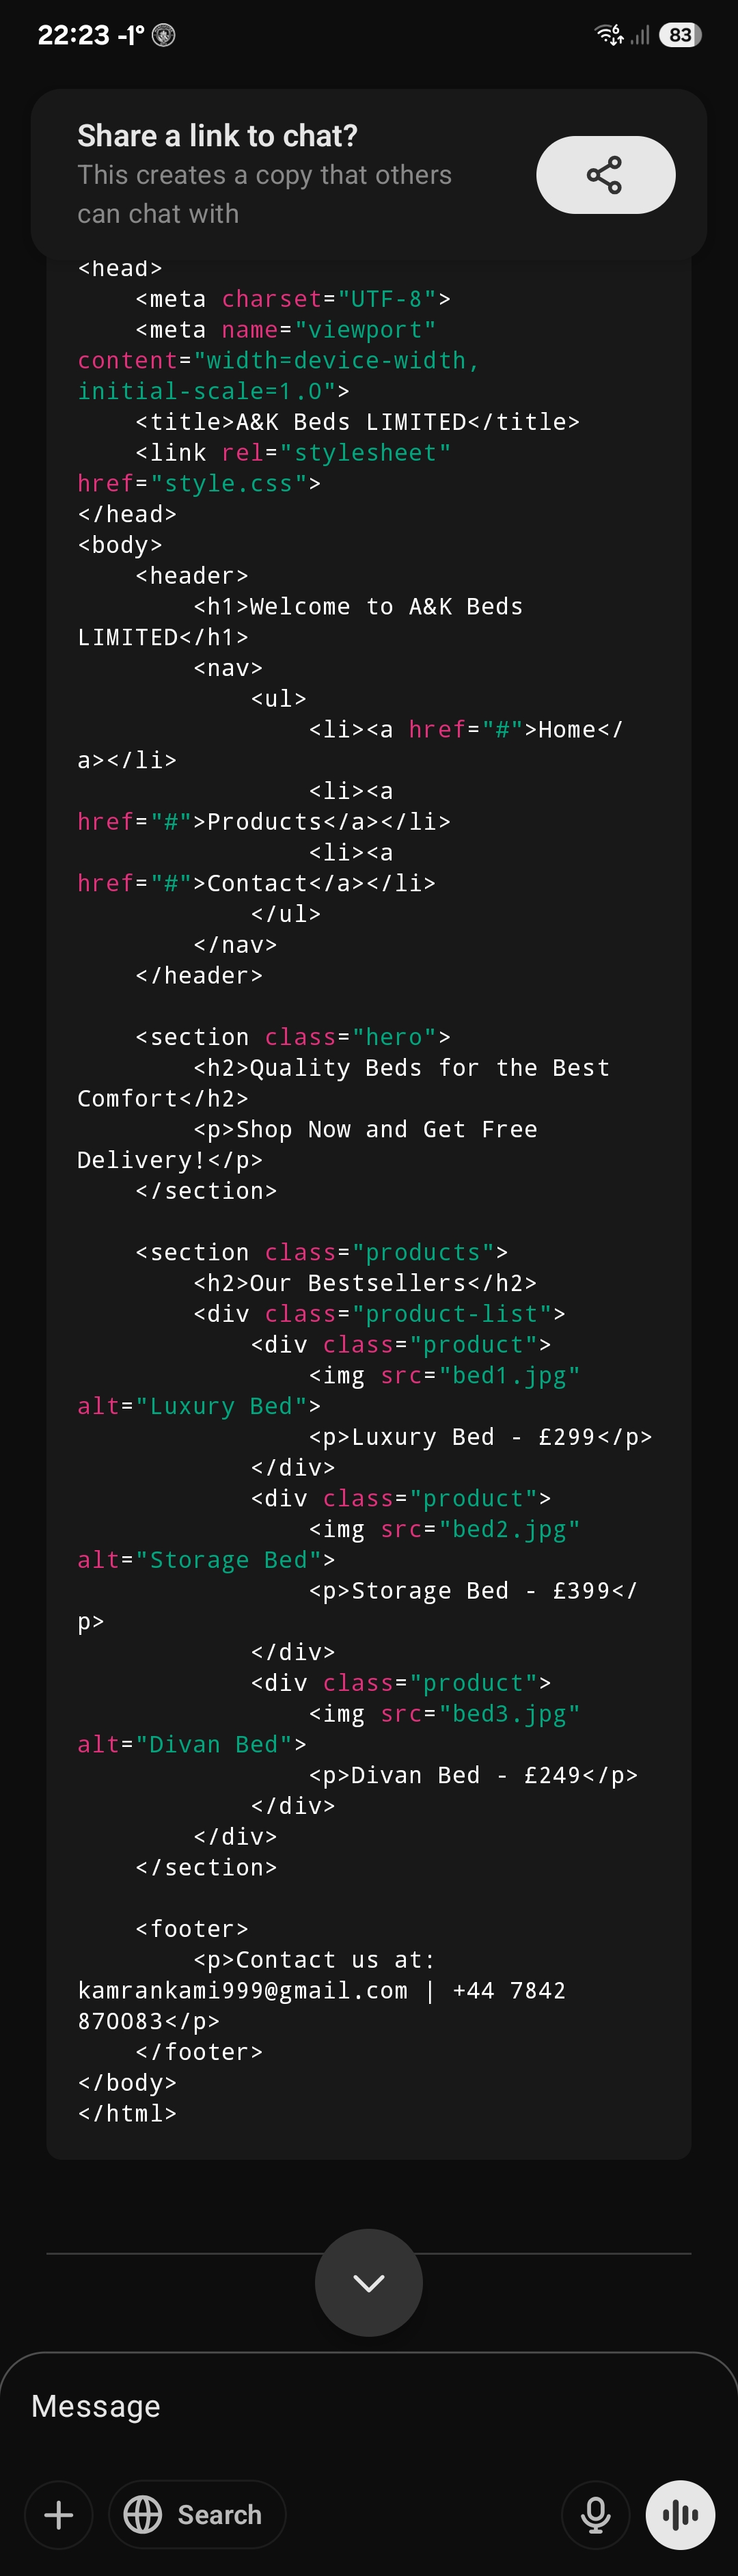 22:23 -1°
83
Share a link to chat?
This creates a copy that others
can chat with
<head>
    <meta charset="UTF-8">
    <meta name="viewport"
content="width=device-width,
initial-scale=1.0">
    <title>A&K Beds LIMITED</title>
    <link rel="stylesheet"
href="style.css">
</head>
<body>
    <header>
        <h1>Welcome to A&K Beds
LIMITED</h1>
        <nav>
            <ul>
                <li><a href="#">Home</
a></li>
                <li><a
href="#">Products</a></li>
                <li><a
href="#">Contact</a></li>
            </ul>
        </nav>
    </header>

    <section class="hero">
        <h2>Quality Beds for the Best
Comfort</h2>
        <p>Shop Now and Get Free
Delivery!</p>
    </section>

    <section class="products">
        <h2>Our Bestsellers</h2>
        <div class="product-list">
            <div class="product">
                <img src="bed1.jpg"
alt="Luxury Bed">
                <p>Luxury Bed - £299</p>
            </div>
            <div class="product">
                <img src="bed2.jpg"
alt="Storage Bed">
                <p>Storage Bed - £399</
p>
            </div>
            <div class="product">
                <img src="bed3.jpg"
alt="Divan Bed">
                <p>Divan Bed - £249</p>
            </div>
        </div>
    </section>

    <footer>
        <p>Contact us at:
kamrankami999@gmail.com | +44 7842
870083</p>
    </footer>
</body>
</html>
Message
Search